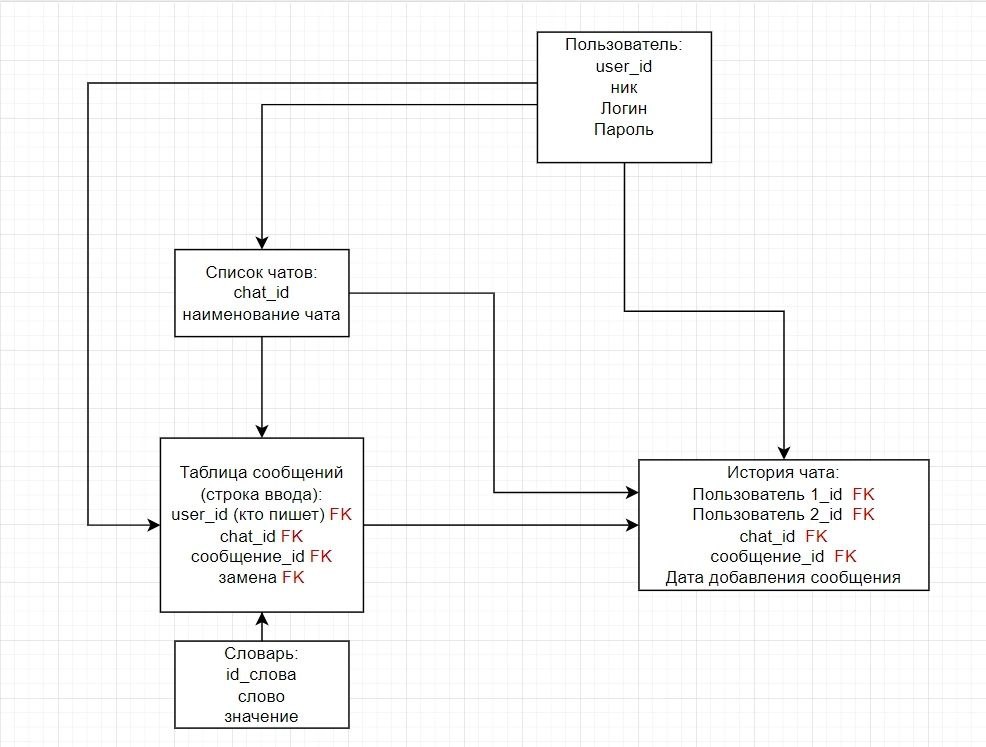 Пользователь:
user_id
ник
Логин
Пароль
Список чатов:
chat_id
наименование чата
Таблица сообщений
(строка ввода):
user_id (кто пишет) FK
chat_id FK
сообщение_id FK
замена FK
История чата:
Пользователь 1_id FK
Пользователь 2_id FK
chat_id FK
сообщение_id FK
Дата добавления сообщения
Словарь:
id_слова
слово
значение